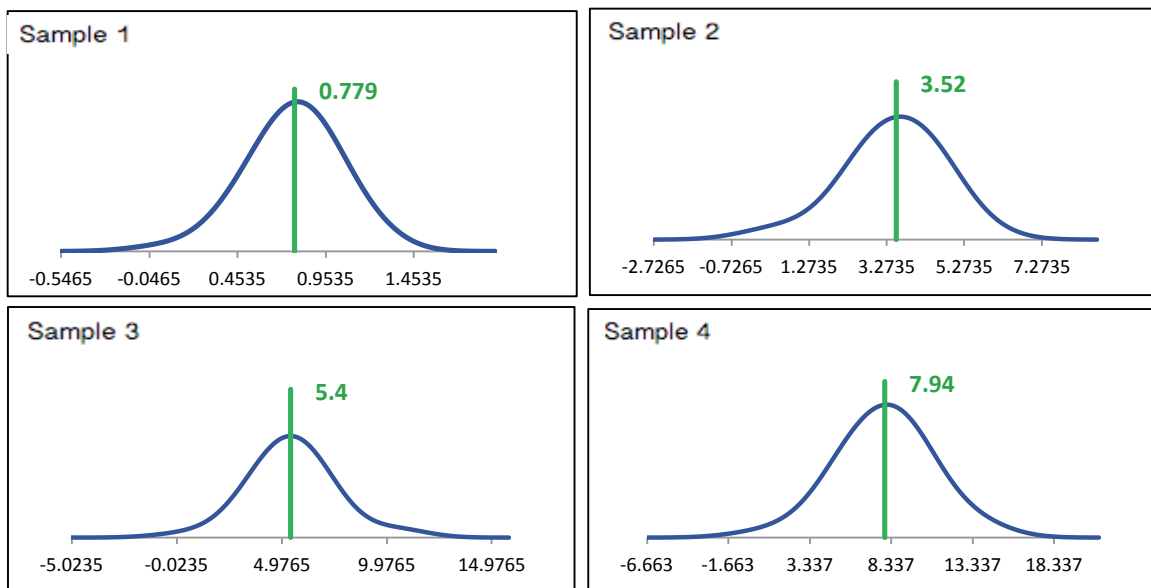 Sample 1
0.779
-0.5465 -0.0465 0.4535 0.9535 1.4535
Sample 2
3.52
-2.7265 -0.7265 1.2735 3.2735 5.2735 7.2735
Sample 3
5.4
-5.0235 -0.0235 4.9765 9.9765 14.9765
Sample 4
7.94
-6.663 -1.663 3.337 8.337 13.337 18.337